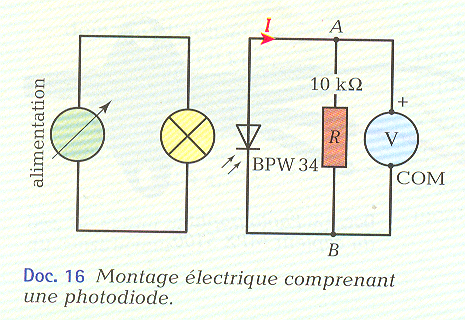 I
A
10 kΩ
alimentation
+
R
V
BPW 34
COM
B
Doc. 16 Montage électrique comprenant
une photodiode.